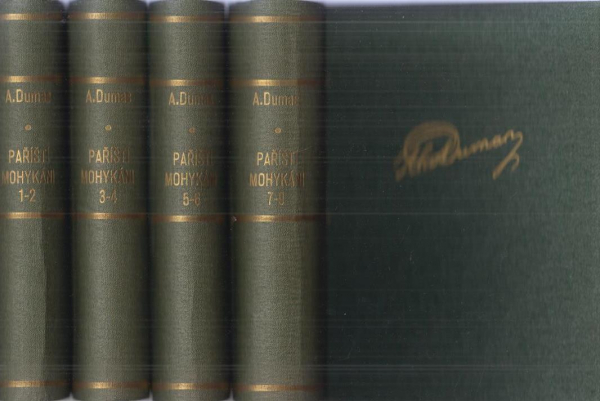 A.Dumas
PAŘÍŠTÍ
MOHYKÁNI
1-2
A.Dumas
PAŘÍŠTÍ
MOHYKÁNI
3-4
A.Dumas
PAŘÍŠTÍ
MOHYKÁNI
5-6
A.Dumas
PAŘÍŠTÍ
MOHYKÁNI
7-8